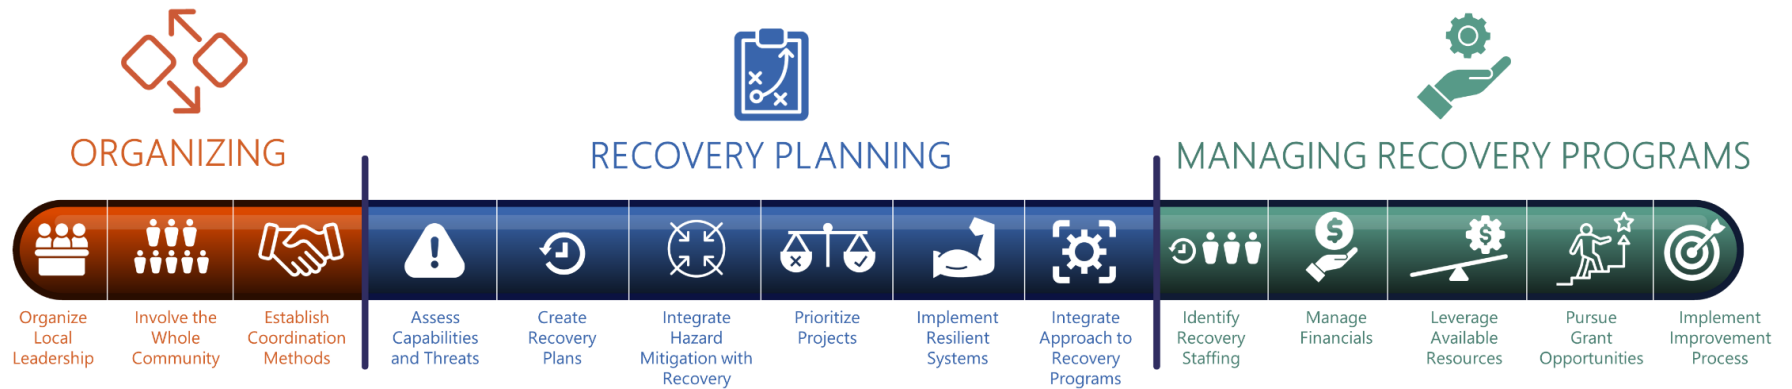 ORGANIZING
RECOVERY PLANNING
MANAGING RECOVERY PROGRAMS
Organize
Local
Leadership
Involve the
Whole
Community
Establish
Coordination
Methods
Assess
Capabilities
and Threats
Create
Recovery
Plans
Integrate
Hazard
Mitigation with
Recovery
Prioritize
Projects
Implement
Resilient
Systems
Integrate
Approach to
Recovery
Programs
Identify
Recovery
Staffing
Manage
Financials
Leverage
Available
Resources
Pursue
Grant
Opportunities
Implement
Improvement
Process